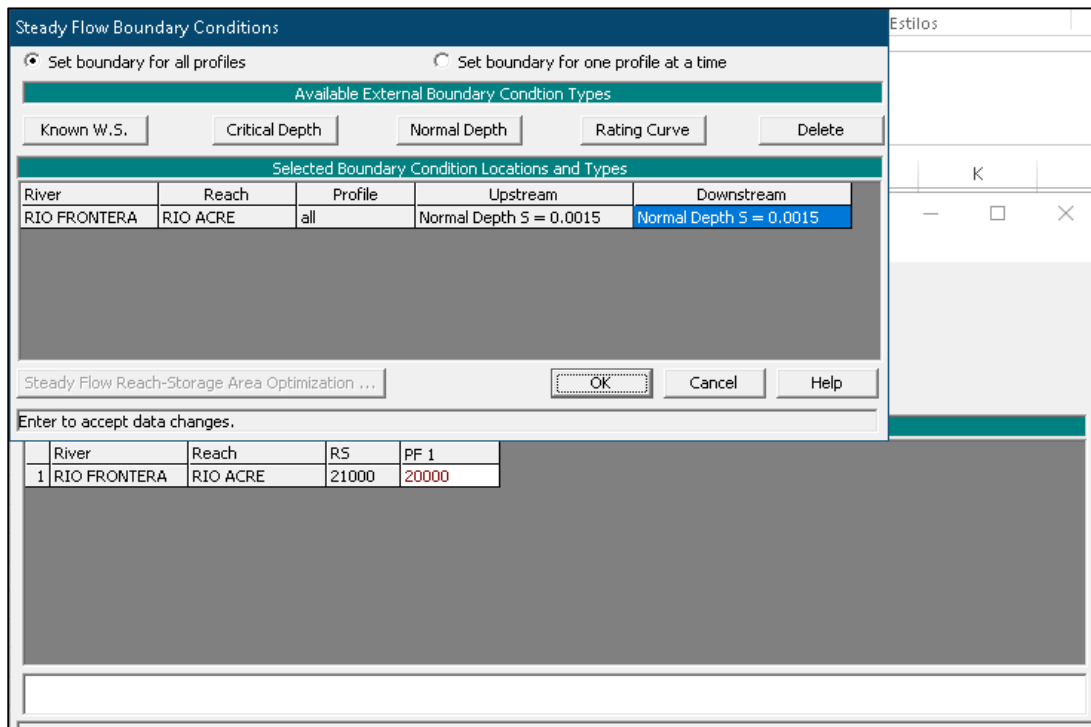 Steady Flow Boundary Conditions
Estilos
Set boundary for all profiles Set boundary for one profile at a time
Available External Boundary Condtion Types
Known W.S. Critical Depth Normal Depth Rating Curve Delete
Selected Boundary Condition Locations and Types
K
River Reach Profile Upstream Downstream
RIO FRONTERA RIO ACRE all Normal Depth S = 0.0015 Normal Depth S = 0.0015
Steady Flow Reach-Storage Area Optimization ... OK Cancel Help
Enter to accept data changes.
River Reach RS PF 1
1 RIO FRONTERA RIO ACRE 21000 20000